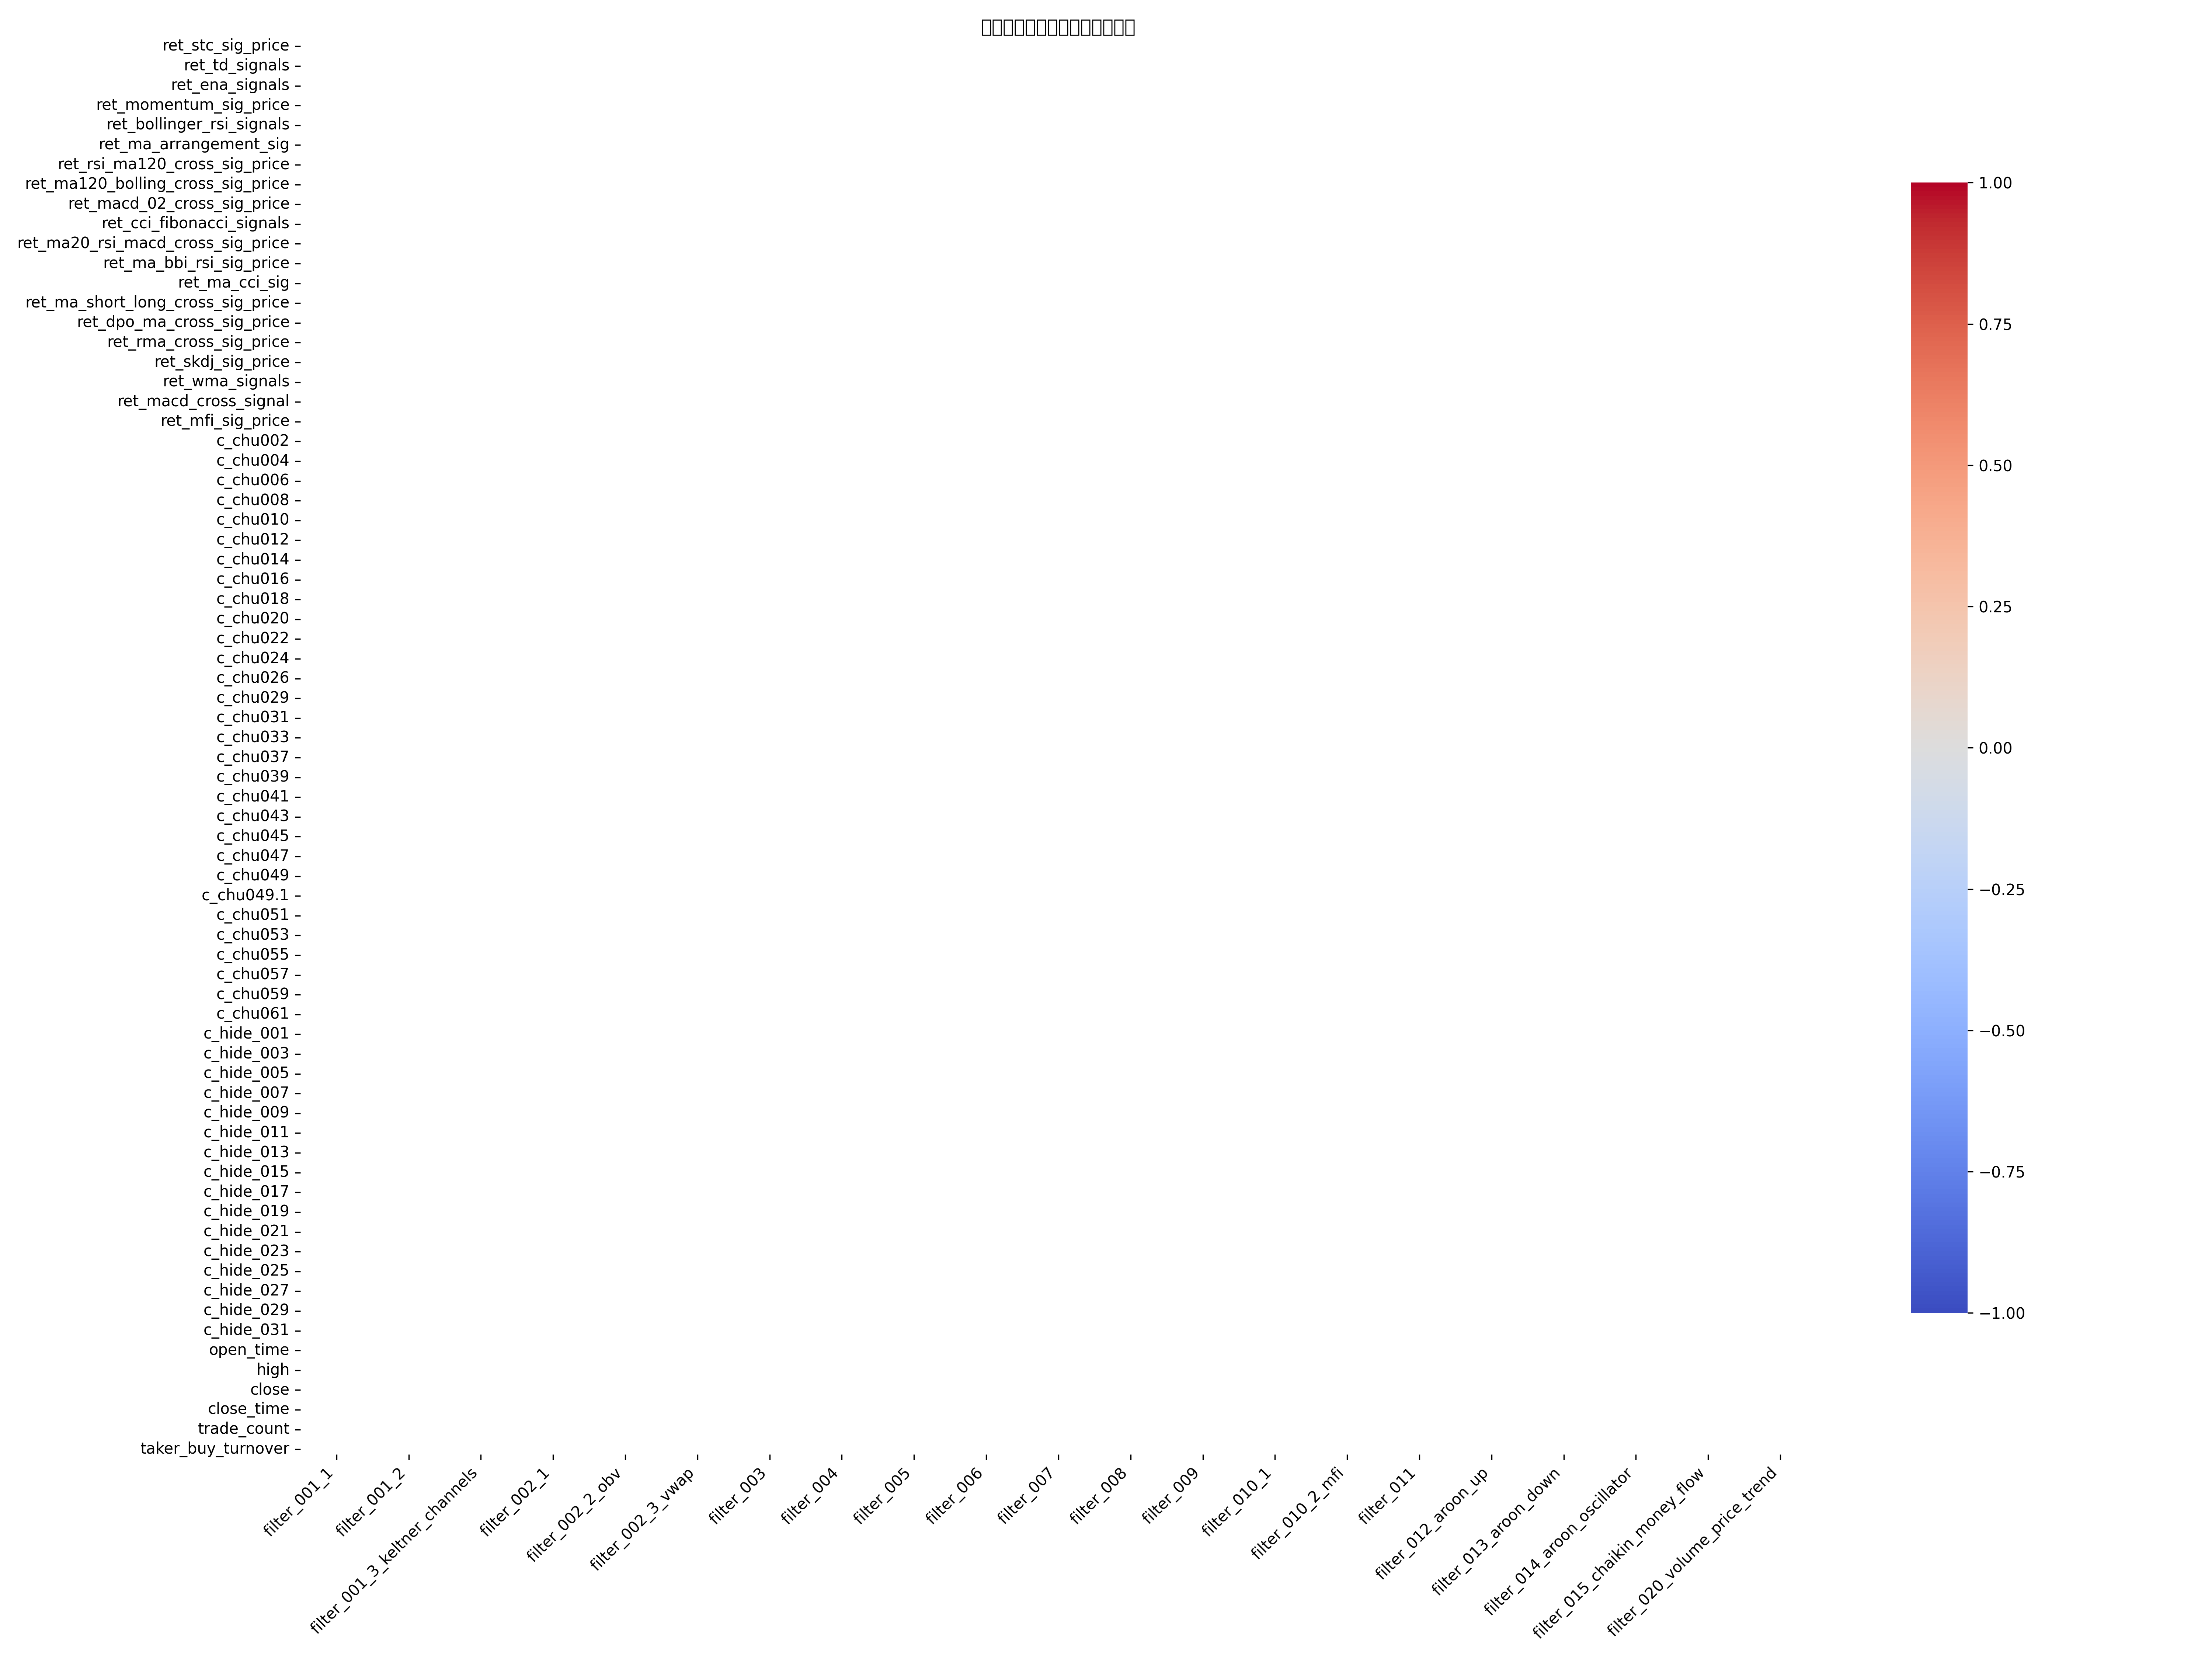 ret_stc_sig_price
ret_td_signals
ret_ena_signals
ret_momentum_sig_price
ret_bollinger_rsi_signals
ret_ma_arrangement_sig
ret_rsi_ma120_cross_sig_price
ret_ma120_bolling_cross_sig_price
ret_macd_02_cross_sig_price
ret_cci_fibonacci_signals
ret_ma20_rsi_macd_cross_sig_price
ret_ma_bbi_rsi_sig_price
ret_ma_cci_sig
ret_ma_short_long_cross_sig_price
ret_dpo_ma_cross_sig_price
ret_rma_cross_sig_price
ret_skdj_sig_price
ret_wma_signals
ret_macd_cross_signal
ret_mfi_sig_price
c_chu002
c_chu004
c_chu006
c_chu008
c_chu010
c_chu012
c_chu014
c_chu016
c_chu018
c_chu020
c_chu022
c_chu024
c_chu026
c_chu029
c_chu031
c_chu033
c_chu037
c_chu039
c_chu041
c_chu043
c_chu045
c_chu047
c_chu049
c_chu049.1
c_chu051
c_chu053
c_chu055
c_chu057
c_chu059
c_chu061
c_hide_001
c_hide_003
c_hide_005
c_hide_007
c_hide_009
c_hide_011
c_hide_013
c_hide_015
c_hide_017
c_hide_019
c_hide_021
c_hide_023
c_hide_025
c_hide_027
c_hide_029
c_hide_031
open_time
high
close
close_time
trade_count
taker_buy_turnover
filter_001_1
filter_001_2
filter_001_3_keltner_channels
filter_002_1
filter_002_2_obv
filter_002_3_vwap
filter_003
filter_004
filter_005
filter_006
filter_007
filter_008
filter_009
filter_010_1
filter_010_2_mfi
filter_011
filter_012_aroon_up
filter_013_aroon_down
filter_014_aroon_oscillator
filter_015_chaikin_money_flow
filter_020_volume_price_trend
1.00
0.75
0.50
0.25
0.00
−0.25
−0.50
−0.75
−1.00